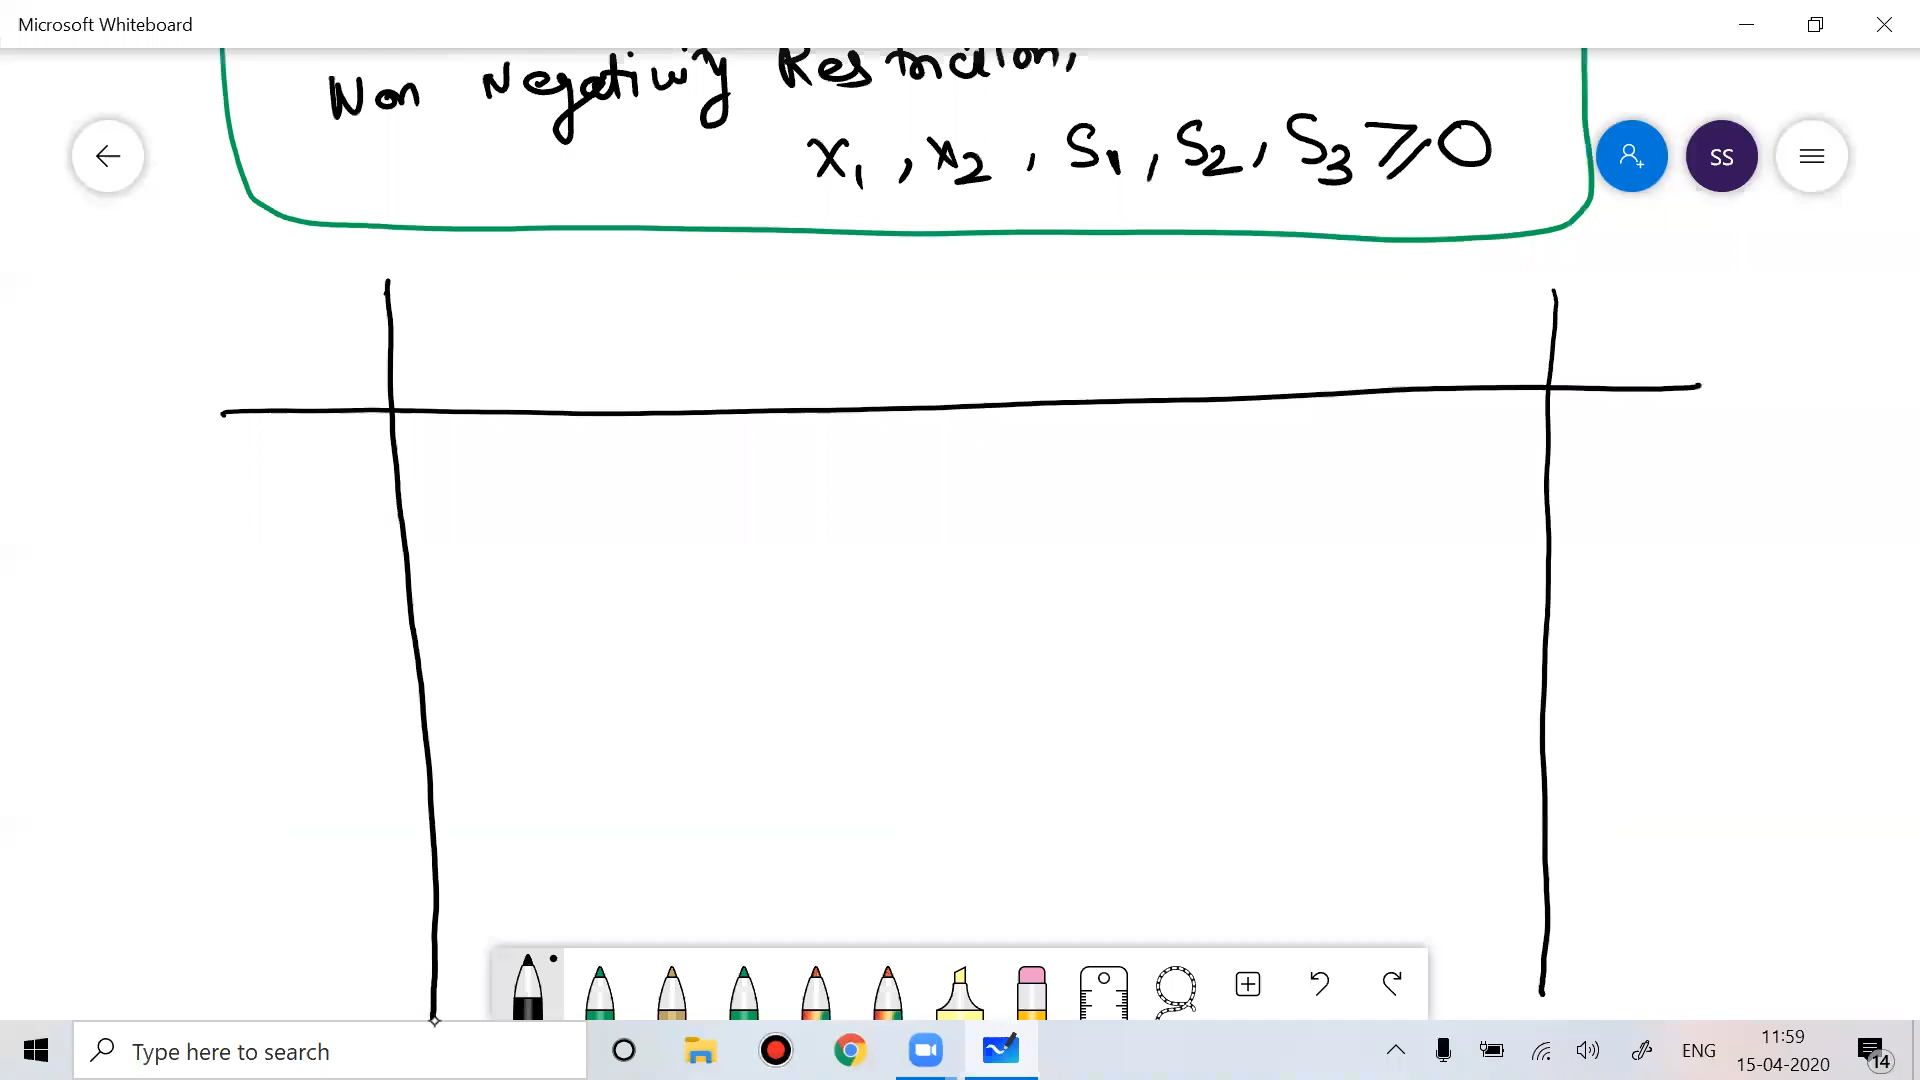 Microsoft Whiteboard
Non Negativity Restriction,
x₁, x₂, S₁, S₂, S₃ ⩾ 0
SS
Type here to search
ENG
11:59
15-04-2020
14